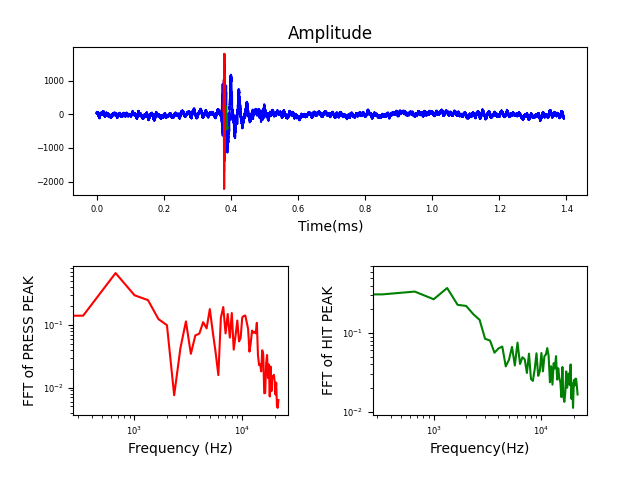 Amplitude
1000
0
−1000
−2000
0.0 0.2 0.4 0.6 0.8 1.0 1.2 1.4
Time(ms)
FFT of PRESS PEAK
10⁻¹
10⁻²
10³ 10⁴
Frequency (Hz)
FFT of HIT PEAK
10⁻¹
10⁻²
10³ 10⁴
Frequency(Hz)